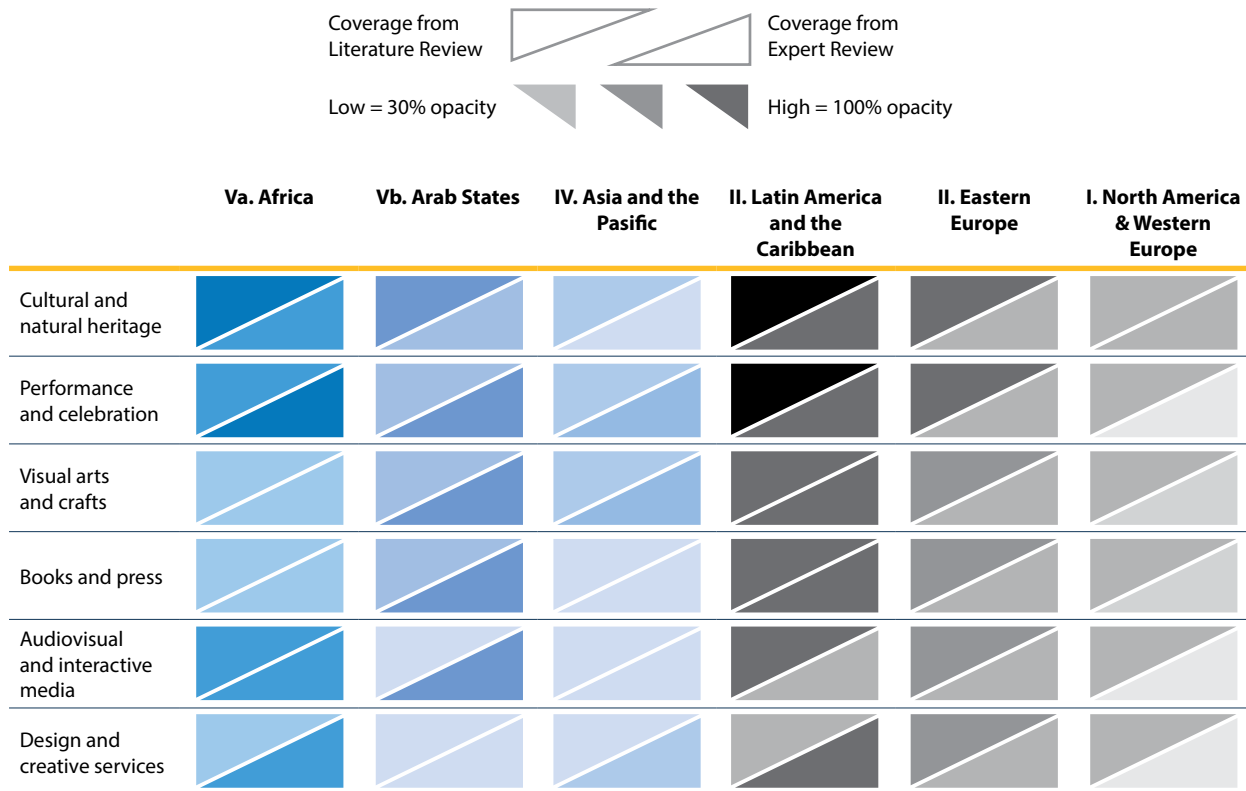 Coverage from
Literature Review
Coverage from
Expert Review
Low = 30% opacity
High = 100% opacity
Va. Africa
Vb. Arab States
IV. Asia and the
Pasific
II. Latin America
and the
Caribbean
II. Eastern
Europe
I. North America
& Western
Europe
Cultural and
natural heritage
Performance
and celebration
Visual arts
and crafts
Books and press
Audiovisual
and interactive
media
Design and
creative services